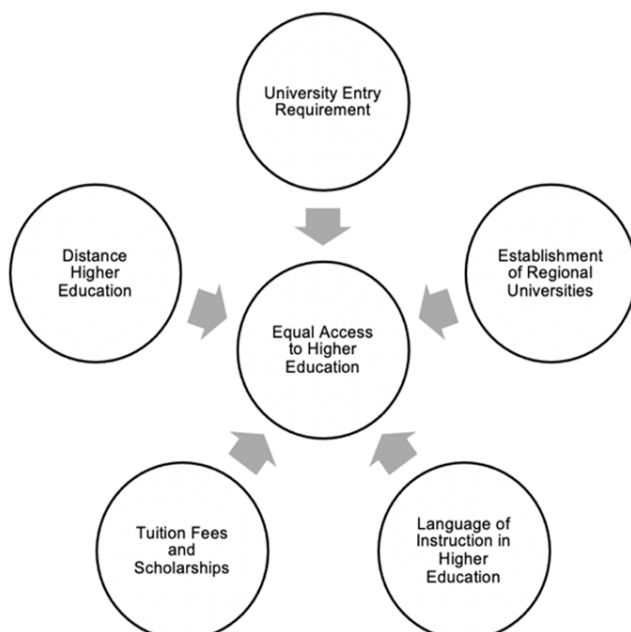 University Entry
Requirement
Distance
Higher
Education
Establishment
of Regional
Universities
Equal Access
to Higher
Education
Tuition Fees
and
Scholarships
Language of
Instruction in
Higher
Education